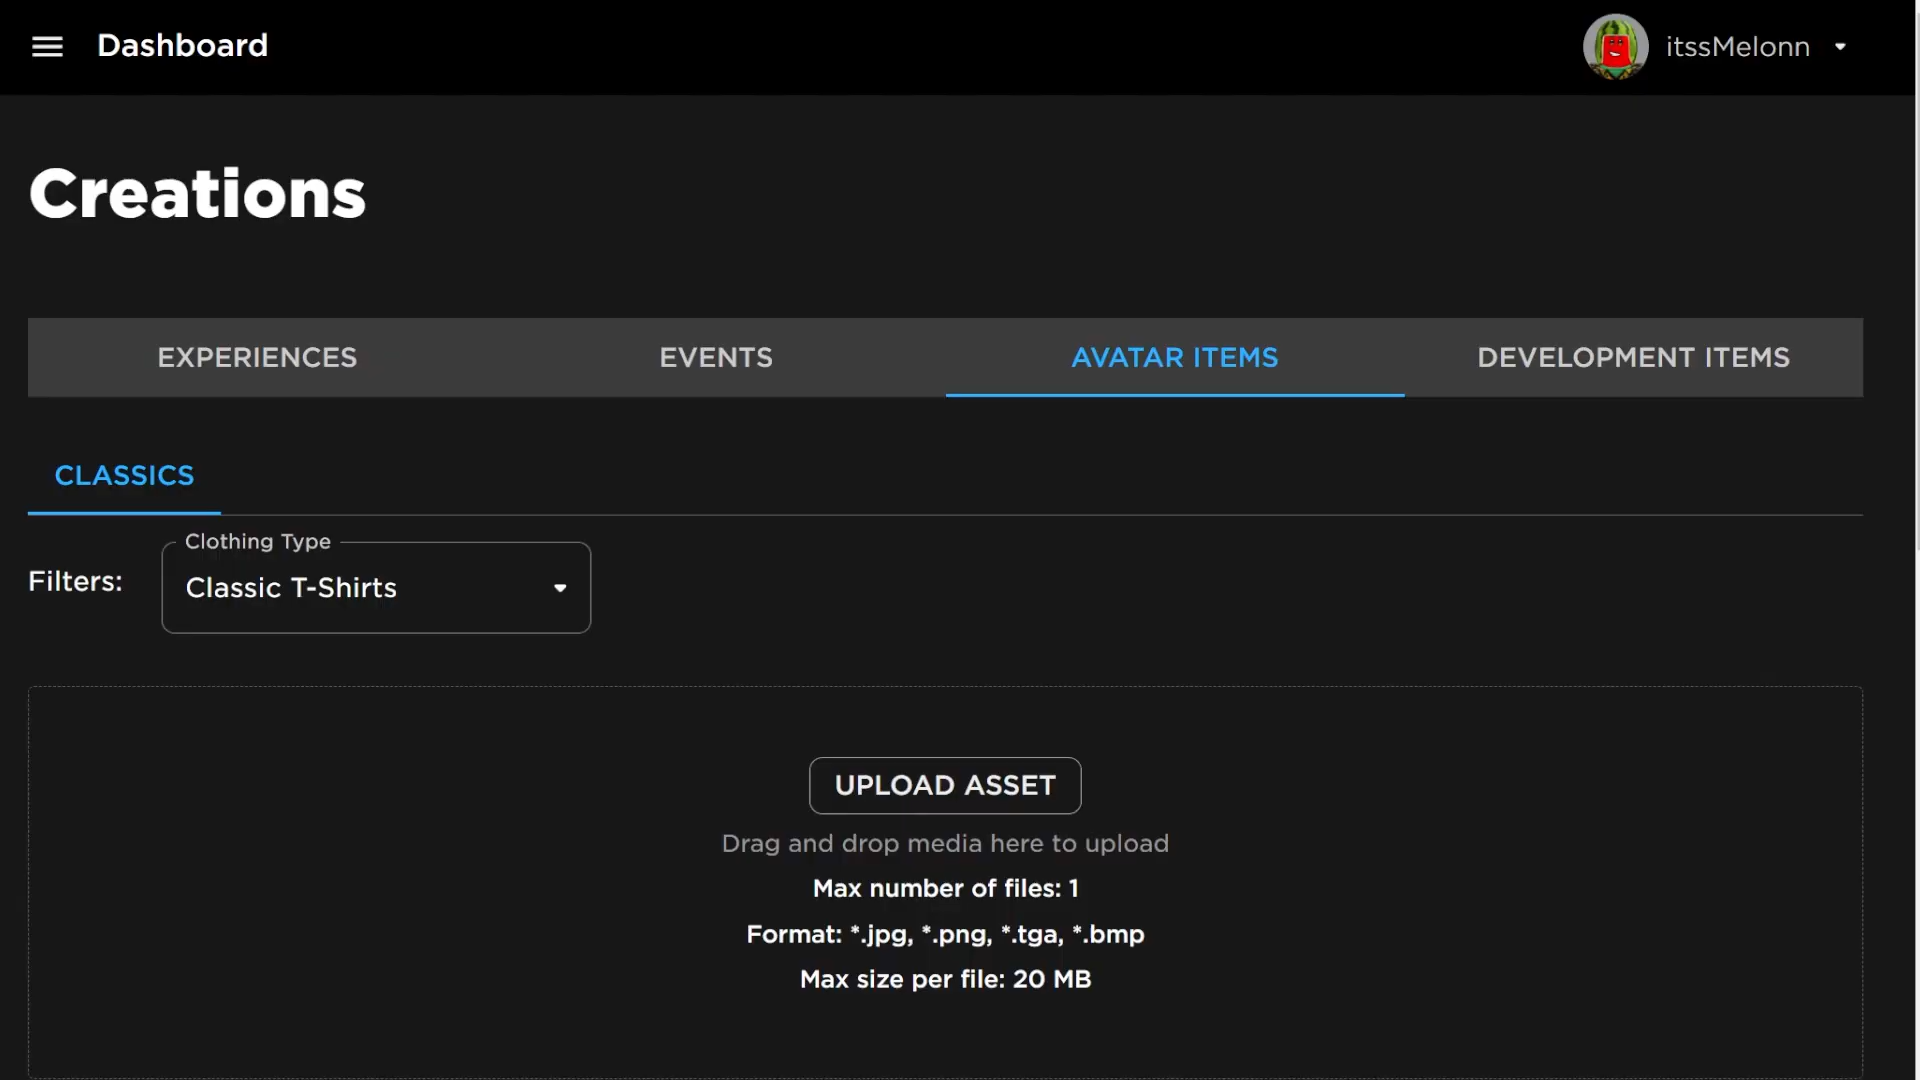 Dashboard
itssMelonn
Creations
EXPERIENCES
EVENTS
AVATAR ITEMS
DEVELOPMENT ITEMS
CLASSICS
Filters:
Clothing Type
Classic T-Shirts
UPLOAD ASSET
Drag and drop media here to upload
Max number of files: 1
Format: *.jpg, *.png, *.tga, *.bmp
Max size per file: 20 MB